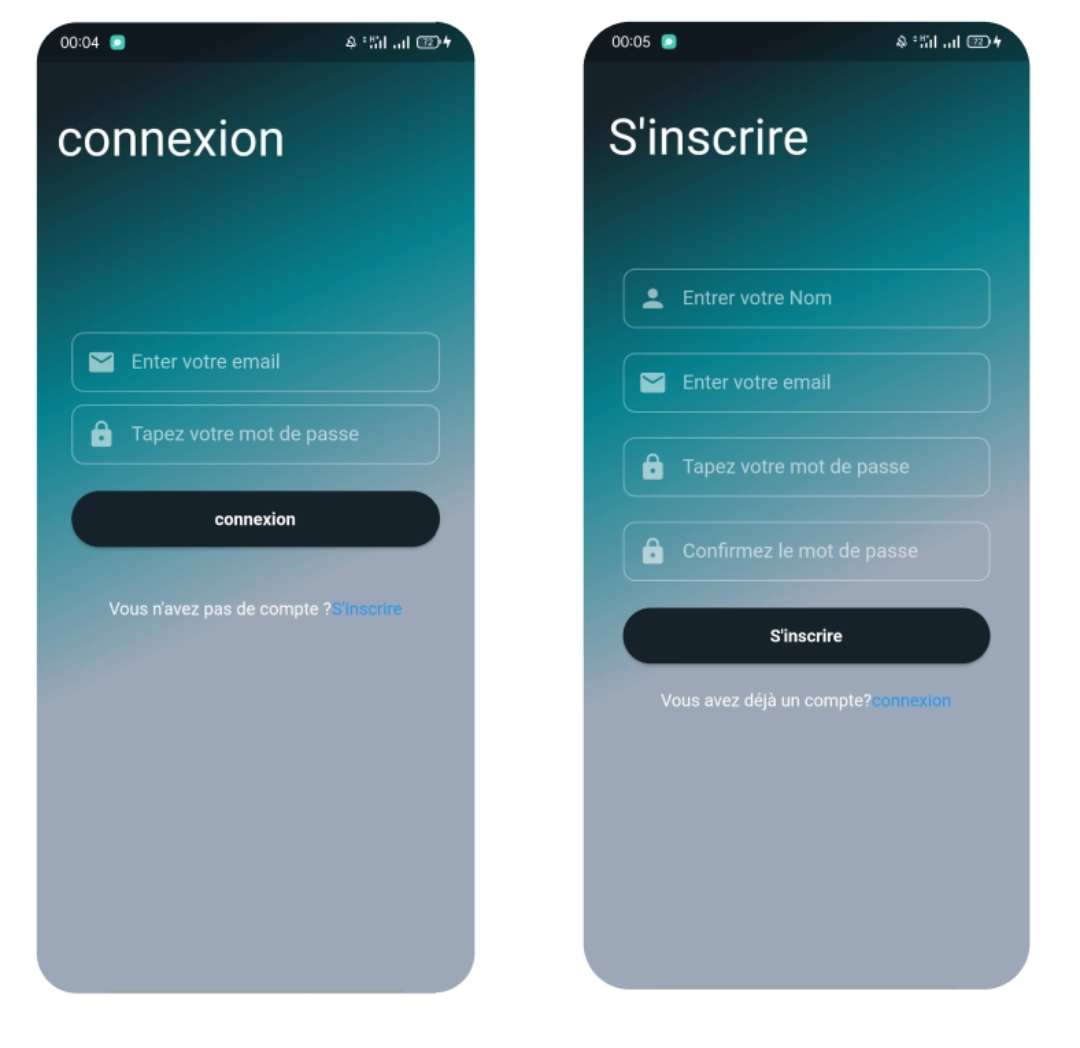 00:04
72
connexion
Enter votre email
Tapez votre mot de passe
connexion
Vous n'avez pas de compte ?S'inscrire
00:05
72
S'inscrire
Entrer votre Nom
Enter votre email
Tapez votre mot de passe
Confirmez le mot de passe
S'inscrire
Vous avez déjà un compte?connexion